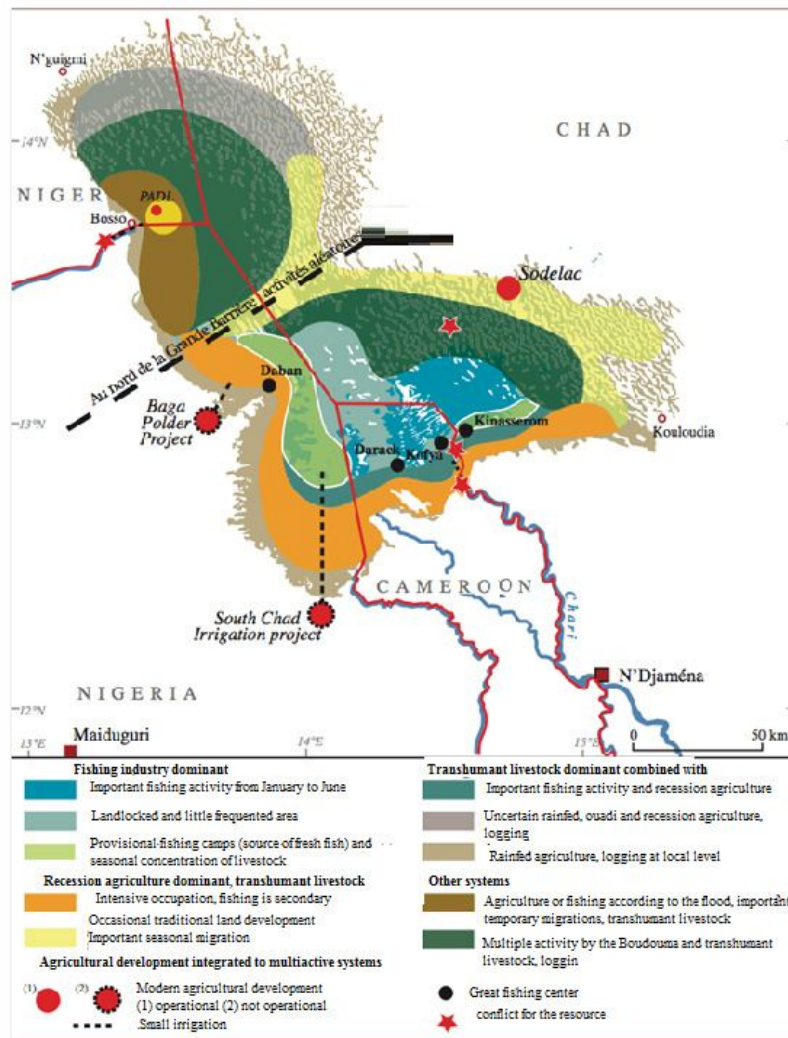 N'guigmi
14°N
CHAD
NIGER
PADL
Bosso
Sodelac
Au nord de la Grande Barrière, activités aléatoires
Daban
Baga
Polder
Project
13°N
Kinasserom
Kouloudia
Darack
Kofya
CAMEROON
South Chad
Irrigation project
Chari
N'Djaména
NIGERIA
12°N
Maiduguri
13°E
14°E
15°E
0
50 km
Fishing industry dominant
Important fishing activity from January to June
Landlocked and little frequented area
Provisional fishing camps (source of fresh fish) and
seasonal concentration of livestock
Recession agriculture dominant, transhumant livestock
Intensive occupation, fishing is secondary
Occasional traditional land development
Important seasonal migration
Agricultural development integrated to multiactive systems
(1)
(2)
Modern agricultural development
(1) operational (2) not operational
Small irrigation
Transhumant livestock dominant combined with
Important fishing activity and recession agriculture
Uncertain rainfed, ouadi and recession agriculture,
logging
Rainfed agriculture, logging at local level
Other systems
Agriculture or fishing according to the flood, important
temporary migrations, transhumant livestock
Multiple activity by the Boudouma and transhumant
livestock, loggin
Great fishing center
conflict for the resource